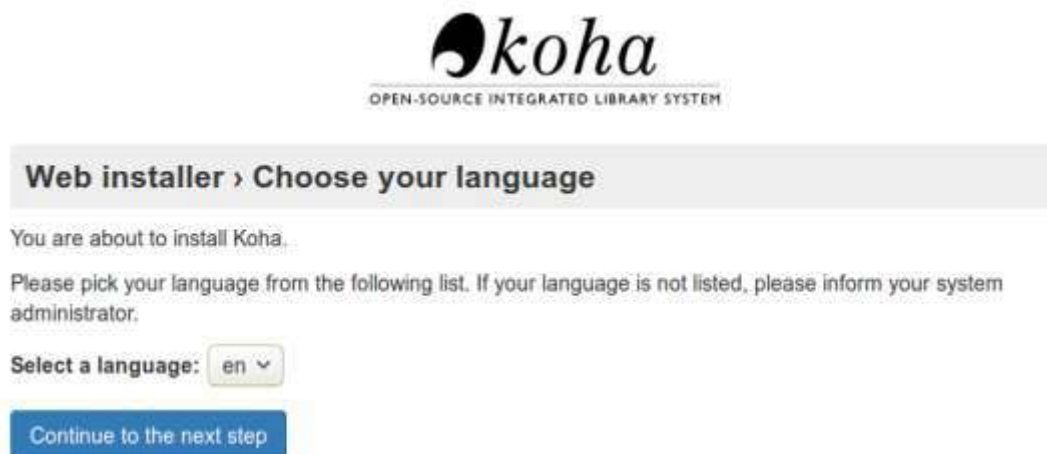 koha
OPEN-SOURCE INTEGRATED LIBRARY SYSTEM
Web installer › Choose your language
You are about to install Koha.
Please pick your language from the following list. If your language is not listed, please inform your system
administrator.
Select a language: en
Continue to the next step